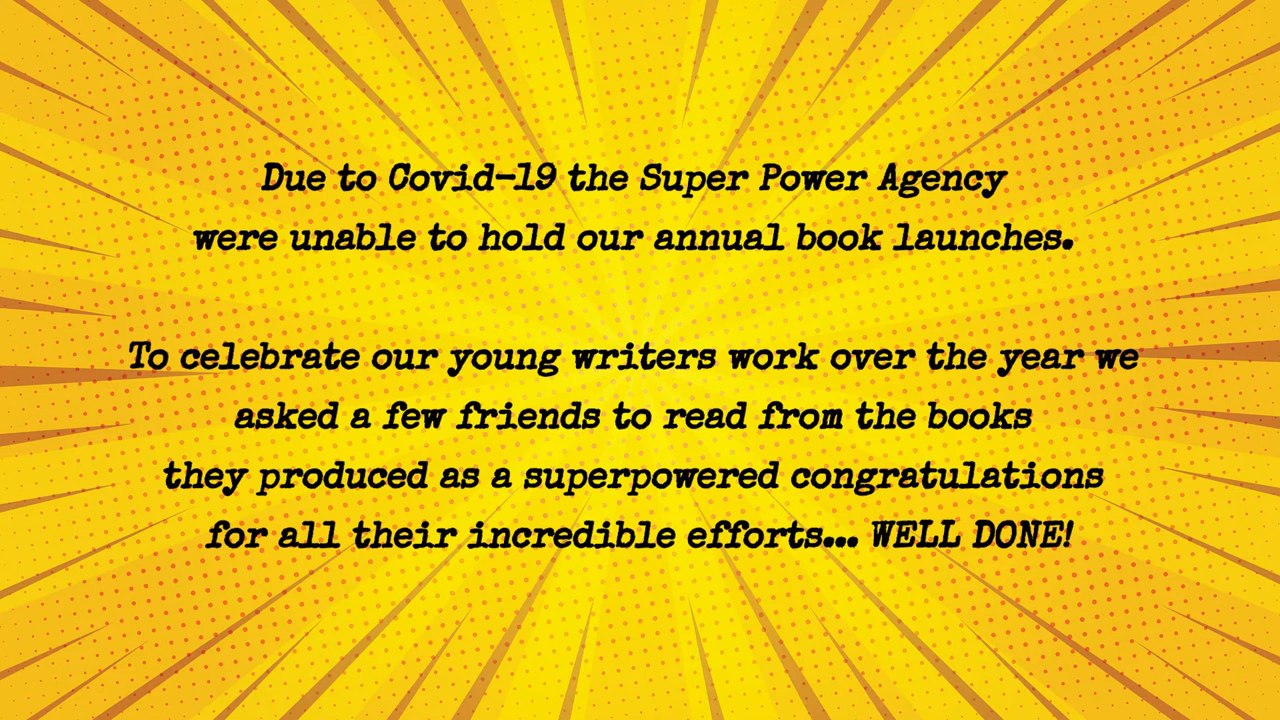 Due to Covid-19 the Super Power Agency
were unable to hold our annual book launches.
To celebrate our young writers work over the year we
asked a few friends to read from the books
they produced as a superpowered congratulations
for all their incredible efforts... WELL DONE!